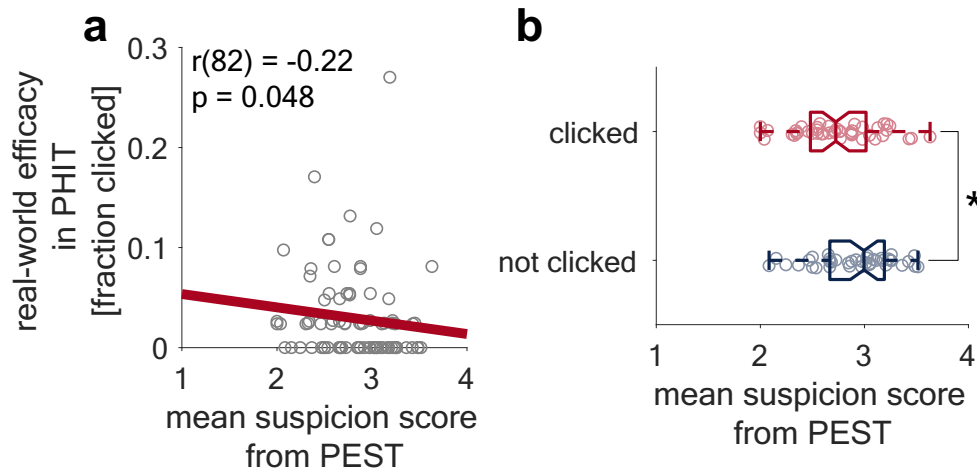 a
real-world efficacy
in PHIT
[fraction clicked]
0.3
0.2
0.1
0
r(82) = -0.22
p = 0.048
1 2 3 4
mean suspicion score
from PEST
b
clicked
not clicked
*
1 2 3 4
mean suspicion score
from PEST